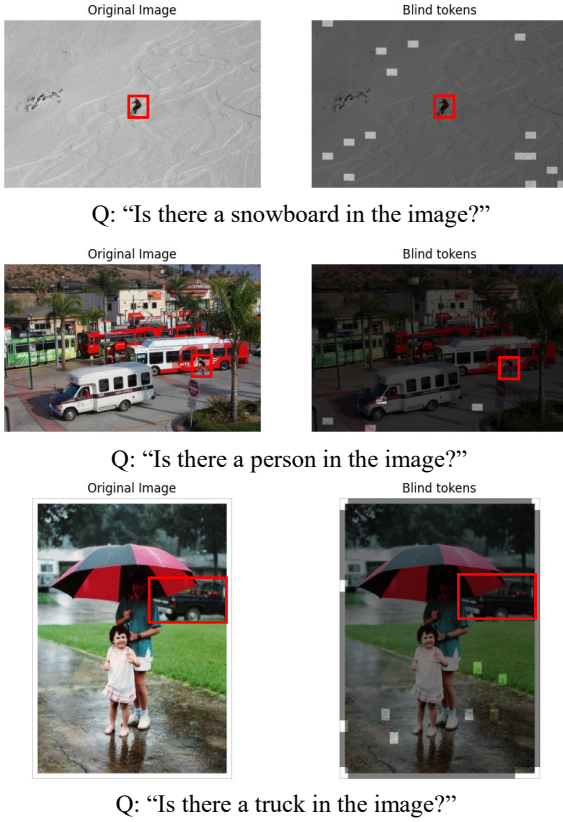 Original Image Blind tokens
Q: “Is there a snowboard in the image?”
Original Image Blind tokens
Q: “Is there a person in the image?”
Original Image Blind tokens
Q: “Is there a truck in the image?”